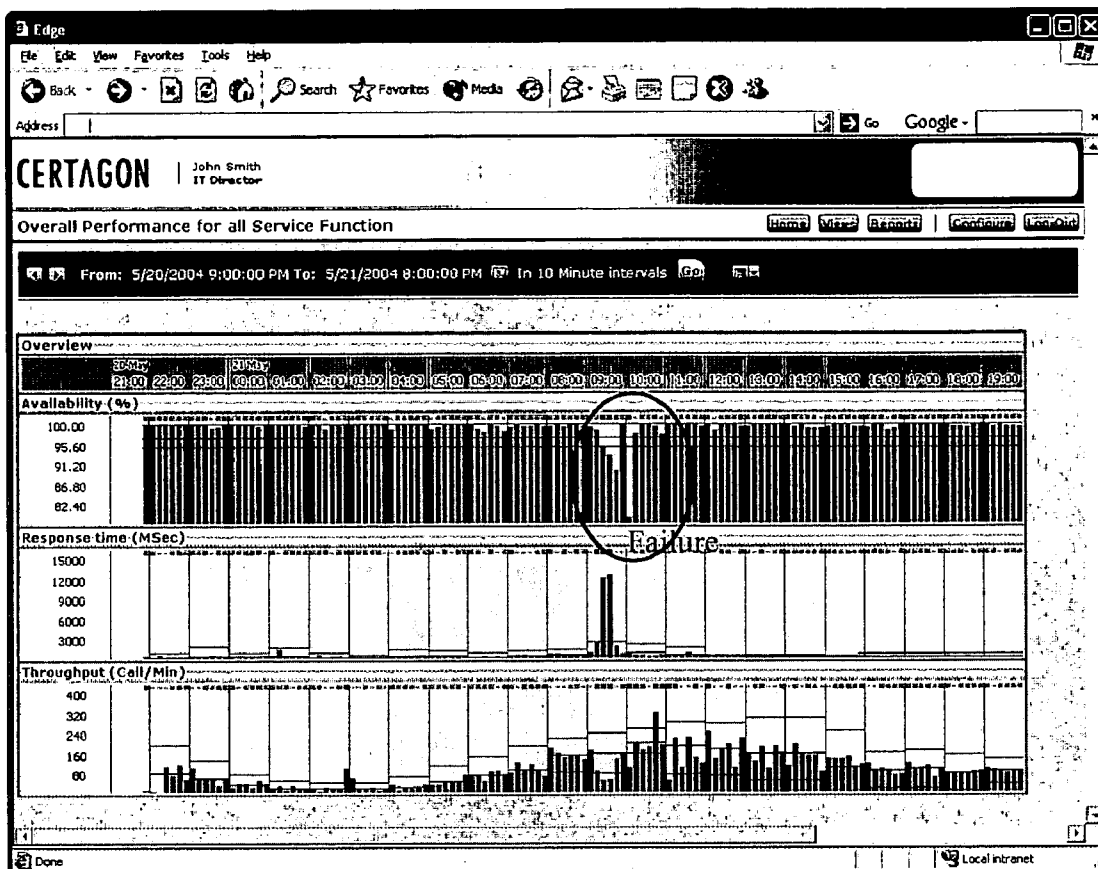 Edge
File Edit View Favorites Tools Help
Back Search Favorites Media
Address Go Google
CERTAGON John Smith
IT Director
Overall Performance for all Service Function Home Views Reports Configure Log-Out
From: 5/20/2004 9:00:00 PM To: 5/21/2004 8:00:00 PM In 10 Minute intervals Go
Overview
20-May 21-May
21:00 22:00 23:00 00:00 01:00 02:00 03:00 04:00 05:00 06:00 07:00 08:00 09:00 10:00 11:00 12:00 13:00 14:00 15:00 16:00 17:00 18:00 19:00
Availability (%)
100.00
95.60
91.20
86.80
82.40
Response time (MSec)
Failure
15000
12000
9000
6000
3000
Throughput (Call/Min)
400
320
240
160
80
Done Local intranet